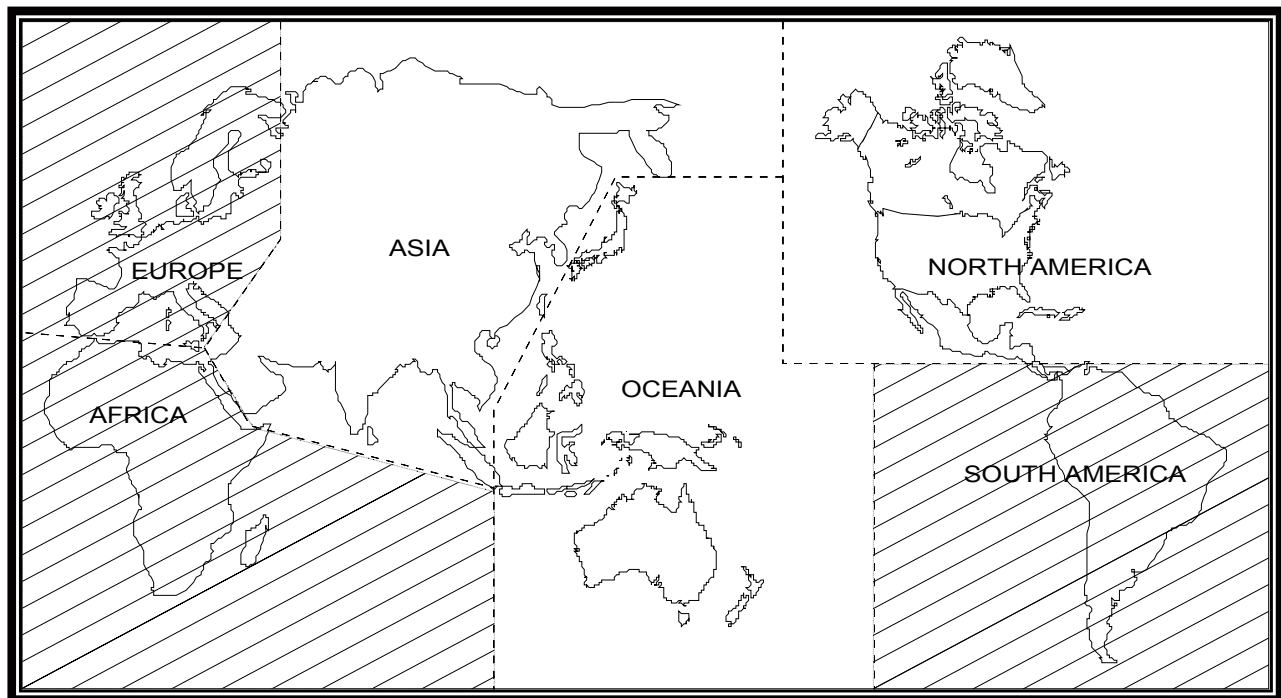 ASIA
EUROPE
NORTH AMERICA
OCEANIA
AFRICA
SOUTH AMERICA